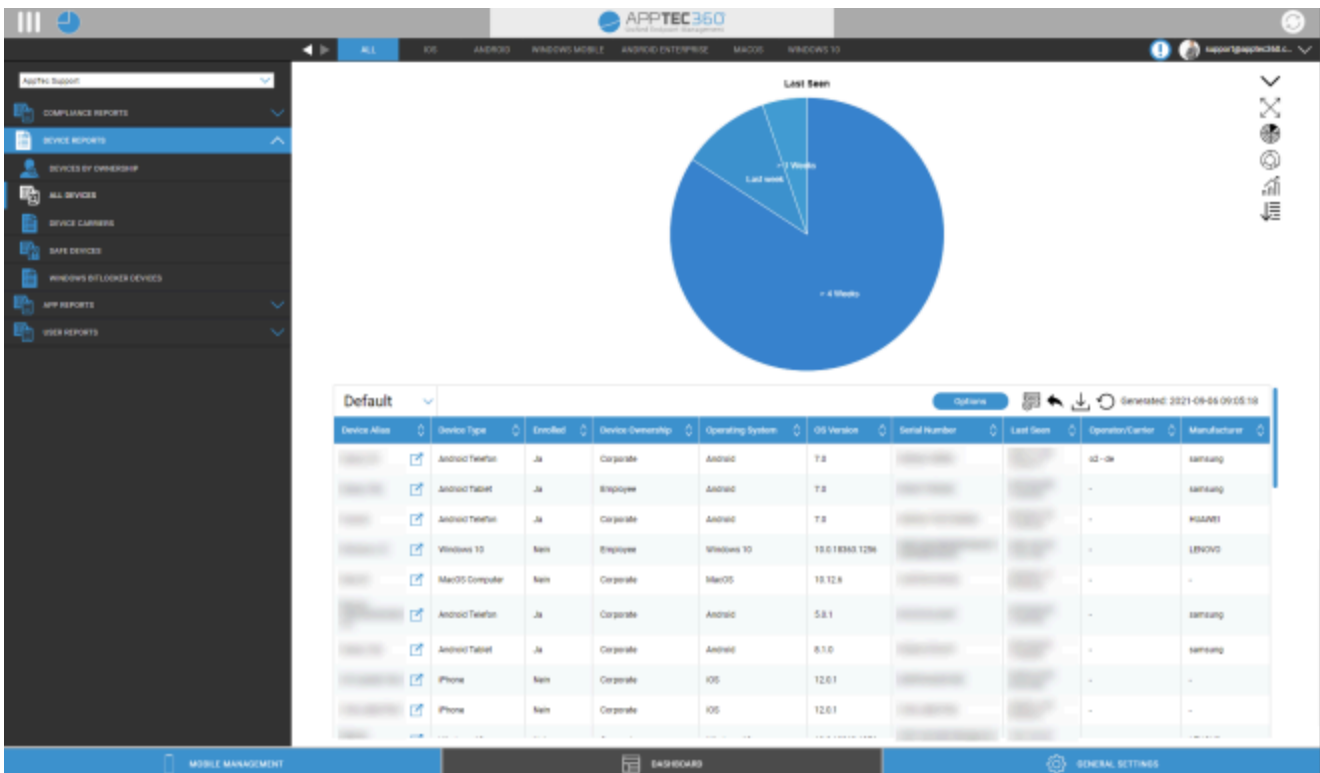 APPTEC360
Unified Endpoint Management
ALL IOS ANDROID WINDOWS MOBILE ANDROID ENTERPRISE MACOS WINDOWS 10
AppTec Support
COMPLIANCE REPORTS
DEVICE REPORTS
DEVICES BY OWNERSHIP
ALL DEVICES
DEVICE CARRIERS
SAFE DEVICES
WINDOWS BITLOCKER DEVICES
APP REPORTS
USER REPORTS
Last Seen
Weeks
Last week
4 Weeks
Default Options Generated: 2021-09-06 09:05:18
Device Alias Device Type Enrolled Device Ownership Operating System OS Version Serial Number Last Seen Operator/Carrier Manufacturer
Android Telefon Ja Corporate Android 7.0 o2 - de samsung
Android Tablet Ja Employee Android 7.0 - samsung
Android Telefon Ja Corporate Android 7.0 - HUAWEI
Windows 10 Nein Employee Windows 10 - LENOVO
MacOS Computer Nein Corporate MacOS 10.12.6 - -
Android Telefon Ja Corporate Android - samsung
Android Tablet Ja Corporate Android 8.1.0 - samsung
iPhone Nein Corporate iOS 12.0.1 - -
iPhone Nein Corporate iOS 12.0.1 - -
MOBILE MANAGEMENT DASHBOARD GENERAL SETTINGS